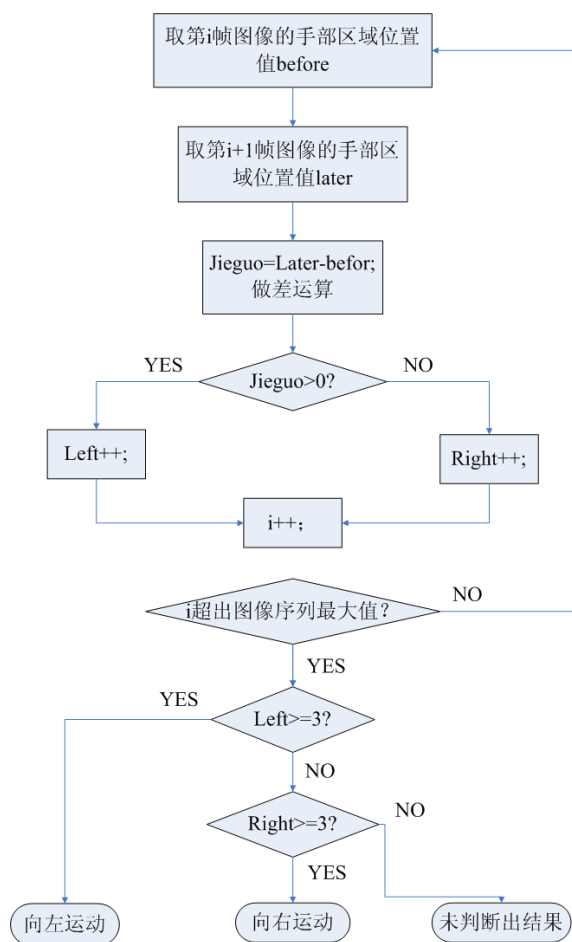 取第i帧图像的手部区域位置
值before
取第i+1帧图像的手部区
域位置值later
Jieguo=Later-befor;
做差运算
YES
Jieguo>0?
NO
Left++;
Right++;
i++；
i超出图像序列最大值？
NO
YES
YES
Left>=3?
NO
Right>=3?
NO
YES
向左运动
向右运动
未判断出结果